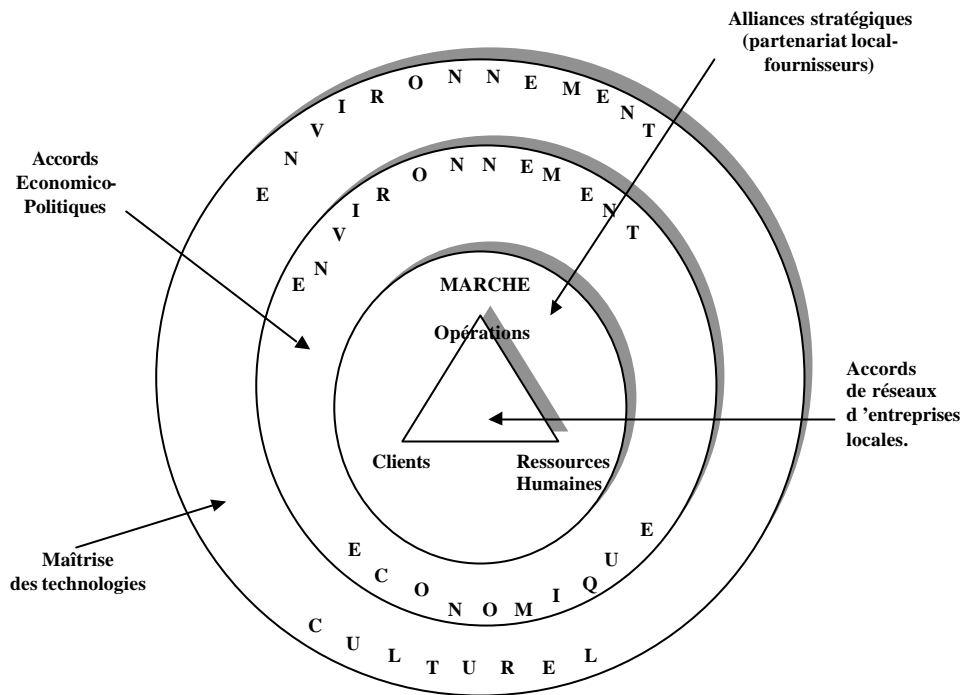 Alliances stratégiques
(partenariat local-
fournisseurs)
ENVIRONNEMENT
Accords
Economico-
Politiques
ENVIRONNEMENT
MARCHE
Opérations
Accords
de réseaux
d ’entreprises
locales.
Clients
Ressources
Humaines
ECONOMIQUE
Maîtrise
des technologies
CULTUREL